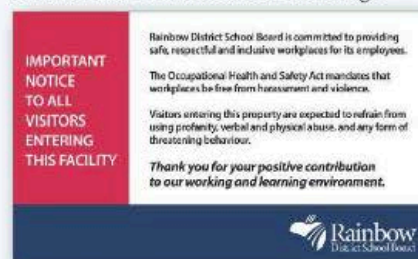 IMPORTANT
NOTICE
TO ALL
VISITORS
ENTERING
THIS FACILITY
Rainbow District School Board is committed to providing
safe, respectful and inclusive workplaces for its employees.
The Occupational Health and Safety Act mandates that
workplaces be free from harassment and violence.
Visitors entering this property are expected to refrain from
using profanity, verbal and physical abuse, and any form of
threatening behaviour.
Thank you for your positive contribution
to our working and learning environment.
Rainbow
District School Board